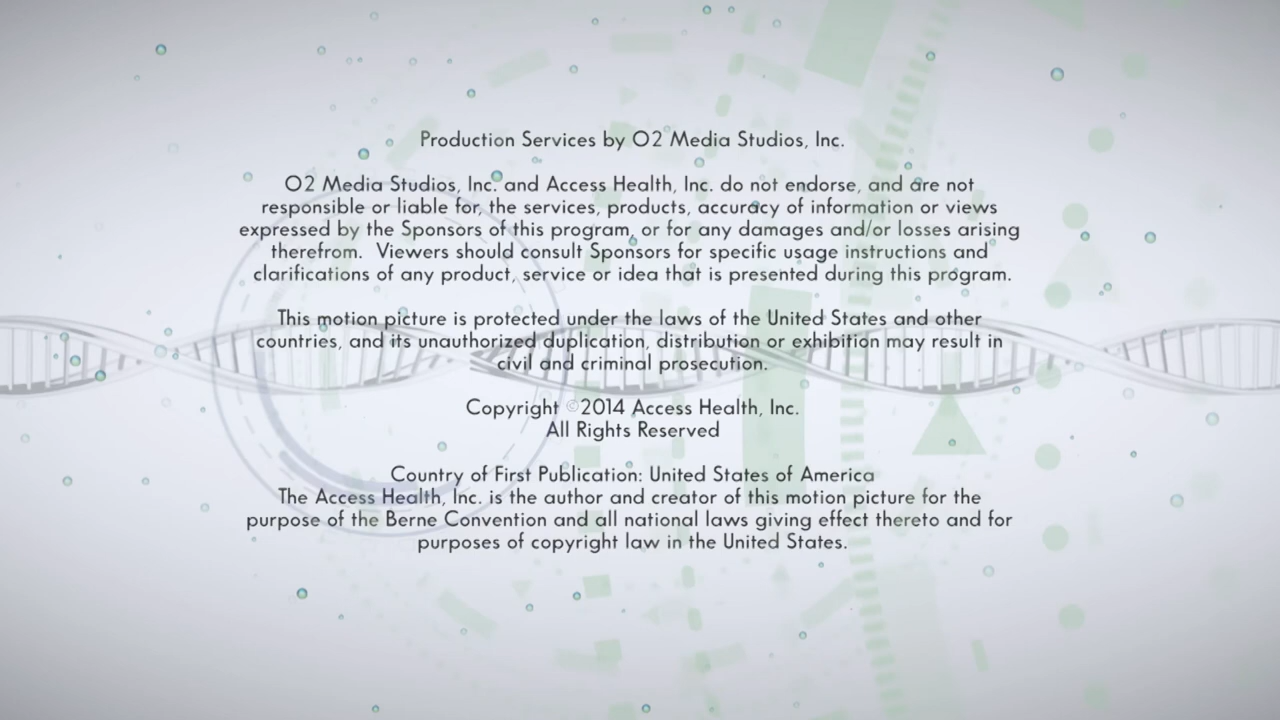 Production Services by O2 Media Studios, Inc.
O2 Media Studios, Inc. and Access Health, Inc. do not endorse, and are not
responsible or liable for, the services, products, accuracy of information or views
expressed by the Sponsors of this program, or for any damages and/or losses arising
therefrom.  Viewers should consult Sponsors for specific usage instructions and
clarifications of any product, service or idea that is presented during this program.
This motion picture is protected under the laws of the United States and other
countries, and its unauthorized duplication, distribution or exhibition may result in
civil and criminal prosecution.
Copyright ©2014 Access Health, Inc.
All Rights Reserved
Country of First Publication: United States of America
The Access Health, Inc. is the author and creator of this motion picture for the
purpose of the Berne Convention and all national laws giving effect thereto and for
purposes of copyright law in the United States.